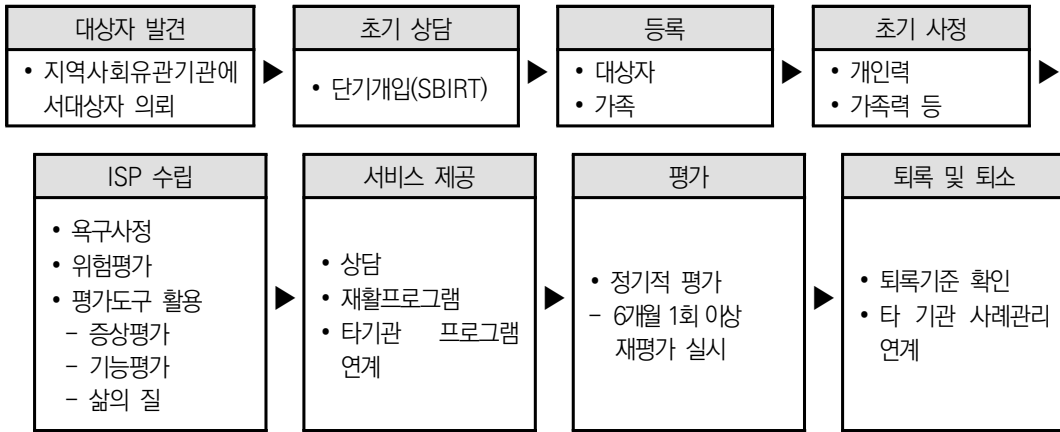 대상자 발견
• 지역사회유관기관에
서대상자 의뢰
▶
초기 상담
• 단기개입(SBIRT)
▶
등록
• 대상자
• 가족
▶
초기 사정
• 개인력
• 가족력 등
▶
ISP 수립
• 욕구사정
• 위험평가
• 평가도구 활용
- 증상평가
- 기능평가
- 삶의 질
▶
서비스 제공
• 상담
• 재활프로그램
• 타기관 프로그램
연계
▶
평가
• 정기적 평가
- 6개월 1회 이상
재평가 실시
▶
퇴록 및 퇴소
• 퇴록기준 확인
• 타 기관 사례관리
연계